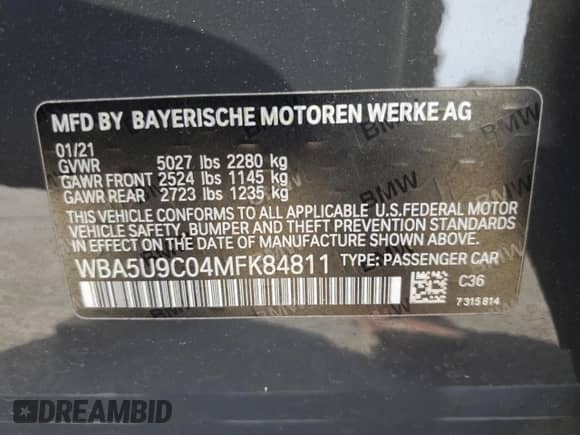 MFD BY BAYERISCHE MOTOREN WERKE AG
01/21
GVWR 5027 lbs 2280 kg
GAWR FRONT 2524 lbs 1145 kg
GAWR REAR 2723 lbs 1235 kg
THIS VEHICLE CONFORMS TO ALL APPLICABLE U.S.FEDERAL MOTOR
VEHICLE SAFETY, BUMPER AND THEFT PREVENTION STANDARDS
IN EFFECT ON THE DATE OF MANUFACTURE SHOWN ABOVE.
WBA5U9C04MFK84811 TYPE: PASSENGER CAR
C36
7315814
DREAMBID